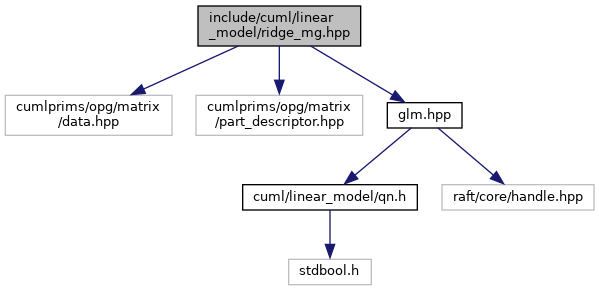 include/cuml/linear
_model/ridge_mg.hpp
cumlprims/opg/matrix
/data.hpp
cumlprims/opg/matrix
/part_descriptor.hpp
glm.hpp
cuml/linear_model/qn.h
raft/core/handle.hpp
stdbool.h